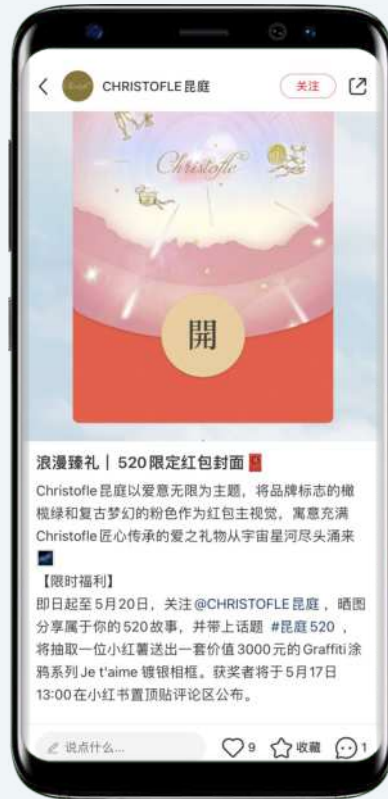 CHRISTOFLE昆庭
关注
Christofle
開
浪漫臻礼｜520限定红包封面🧧
Christofle昆庭以爱意无限为主题，将品牌标志的橄
榄绿和复古梦幻的粉色作为红包主视觉，寓意充满
Christofle匠心传承的爱之礼物从宇宙星河尽头涌来
🌌
【限时福利】
即日起至5月20日，关注@CHRISTOFLE昆庭，晒图
分享属于你的520故事，并带上话题 #昆庭520 ，
将抽取一位小红薯送出一套价值3000元的Graffiti涂
鸦系列Je t'aime 镀银相框。获奖者将于5月17日
13:00在小红书置顶贴评论区公布。
说点什么...
9
收藏
1